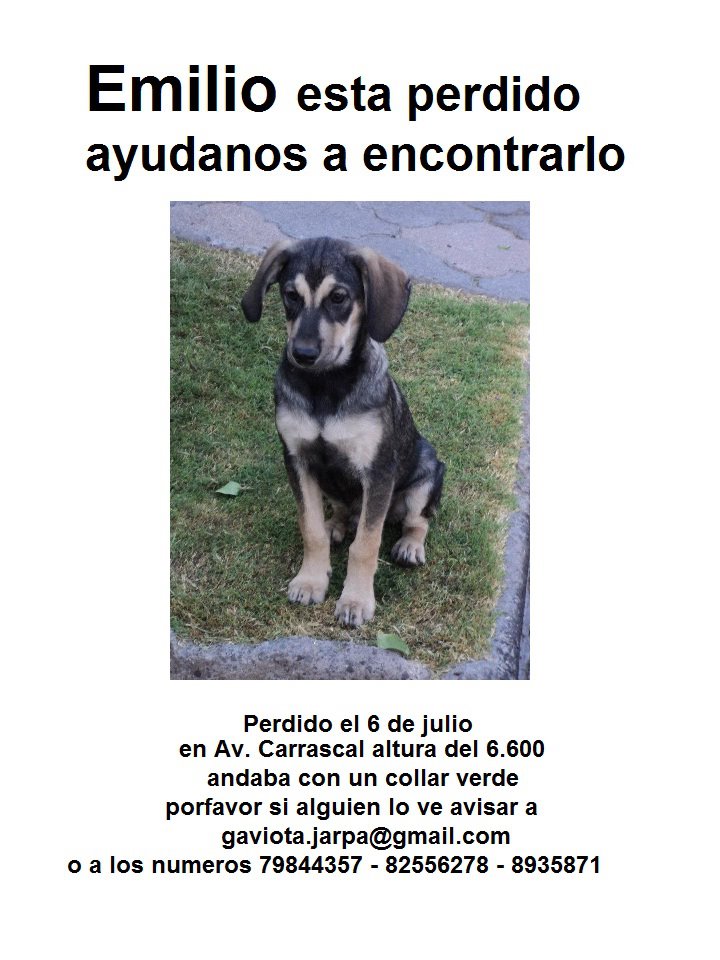 Emilio esta perdido
ayudanos a encontrarlo
Perdido el 6 de julio
en Av. Carrascal altura del 6.600
andaba con un collar verde
porfavor si alguien lo ve avisar a
gaviota.jarpa@gmail.com
o a los numeros 79844357 - 82556278 - 8935871